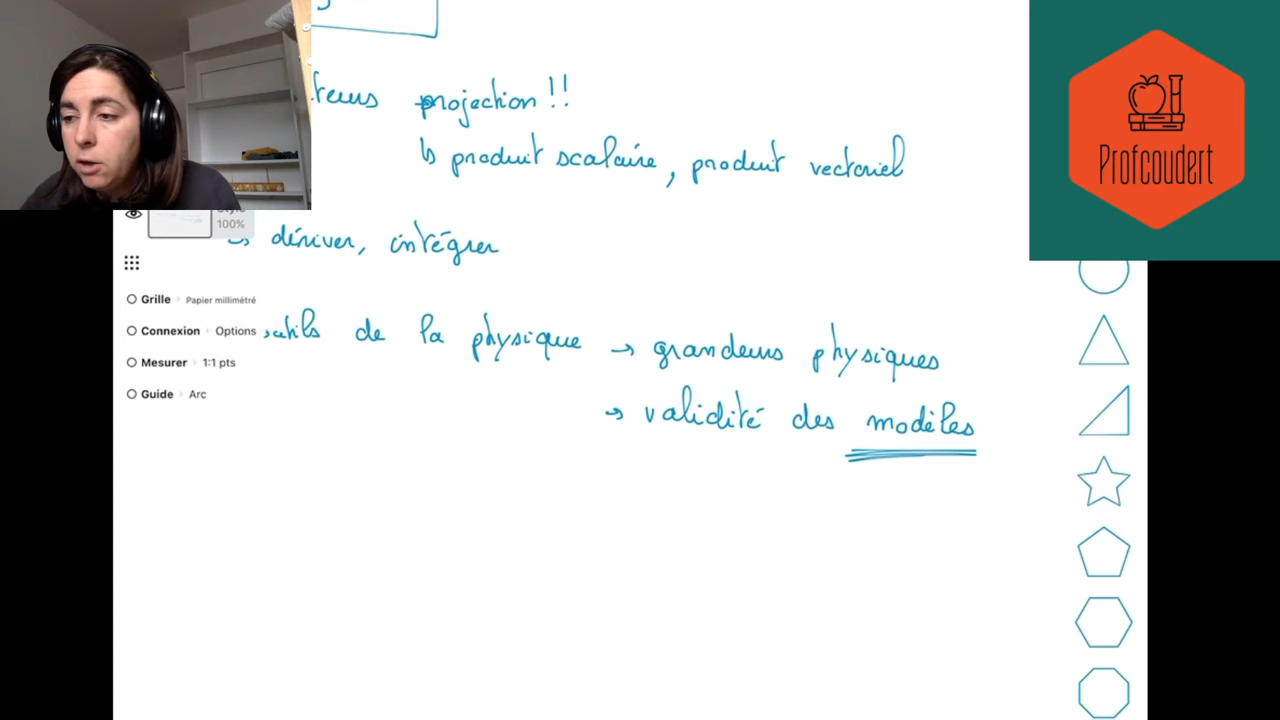 projection !!
↳ produit scalaire, produit vectoriel
Profcoudert
100%
↳ dériver, intégrer
Grille › Papier millimétré
Connexion › Options
Mesurer › 1:1 pts
Guide › Arc
de la physique → grandeurs physiques
→ validité des modèles